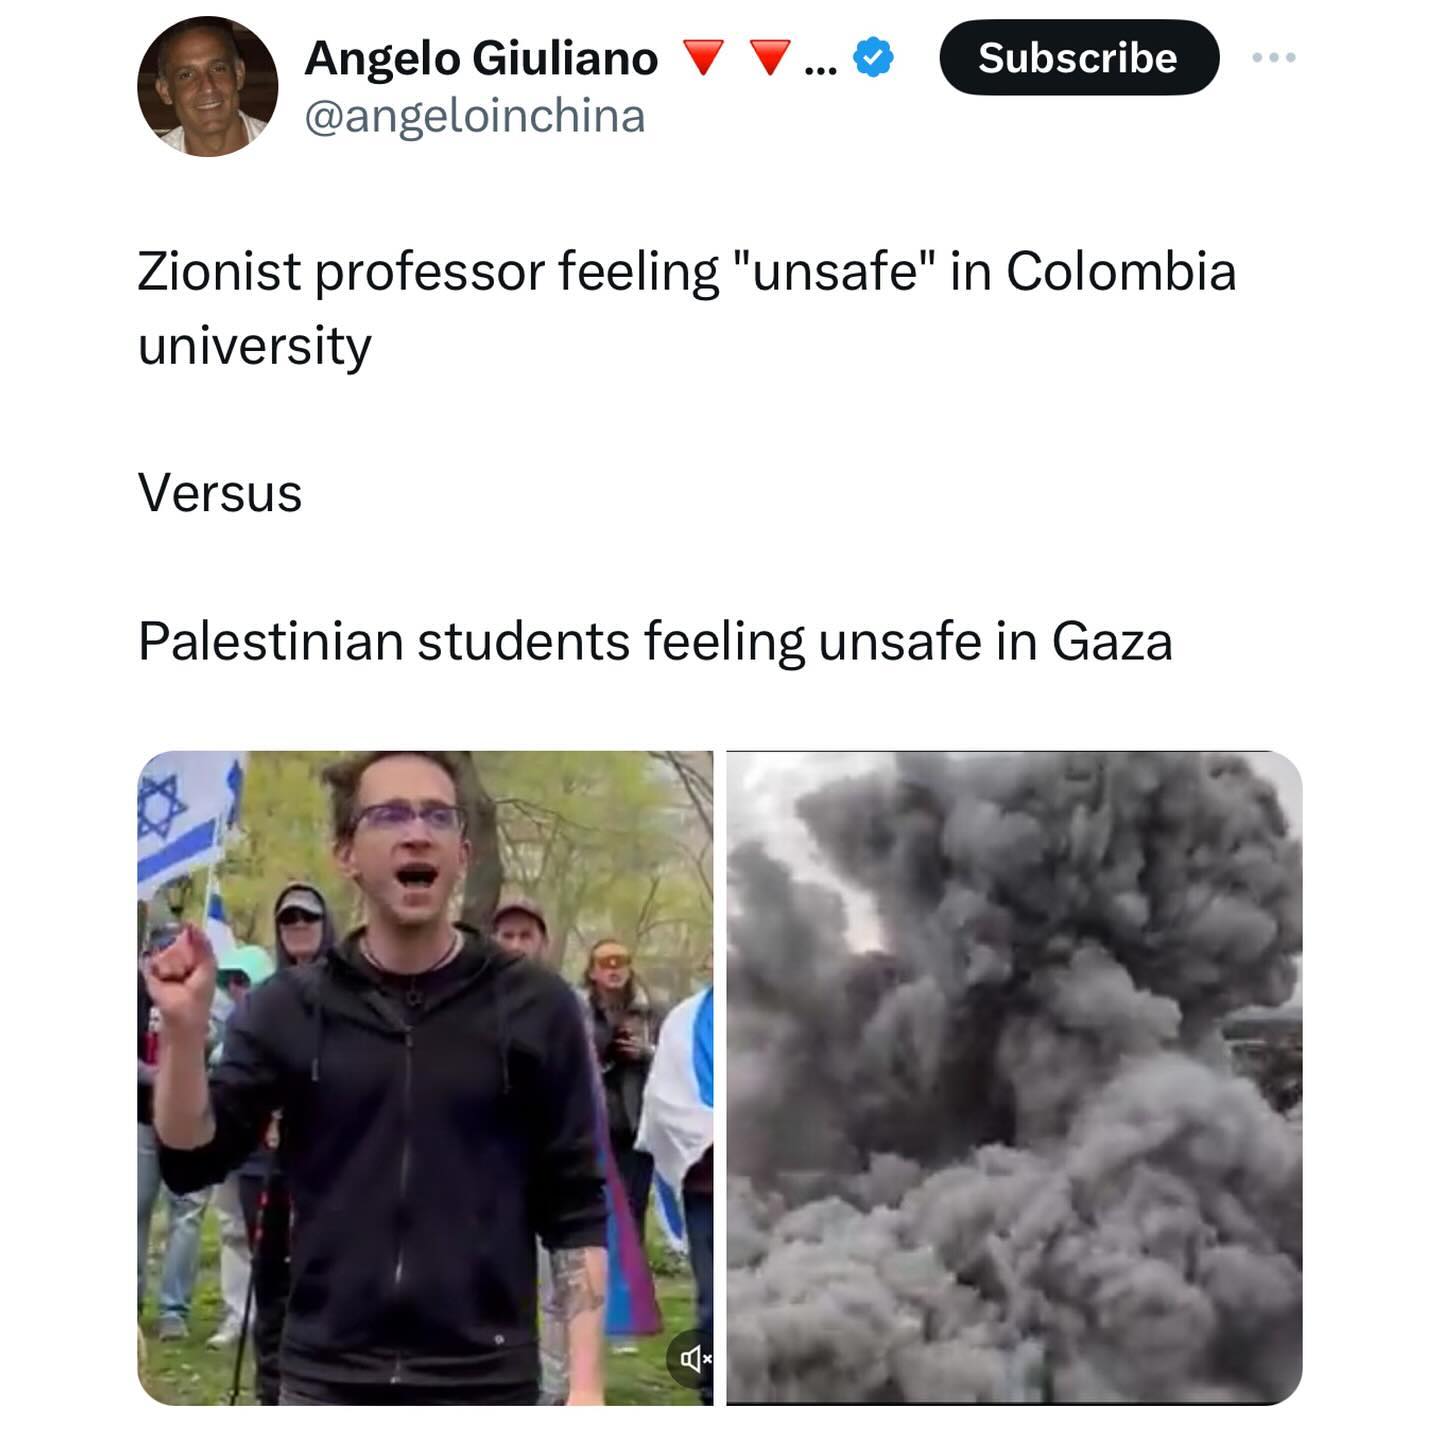 Angelo Giuliano 🔻 🔻...
Subscribe
@angeloinchina
Zionist professor feeling "unsafe" in Colombia
university
Versus
Palestinian students feeling unsafe in Gaza